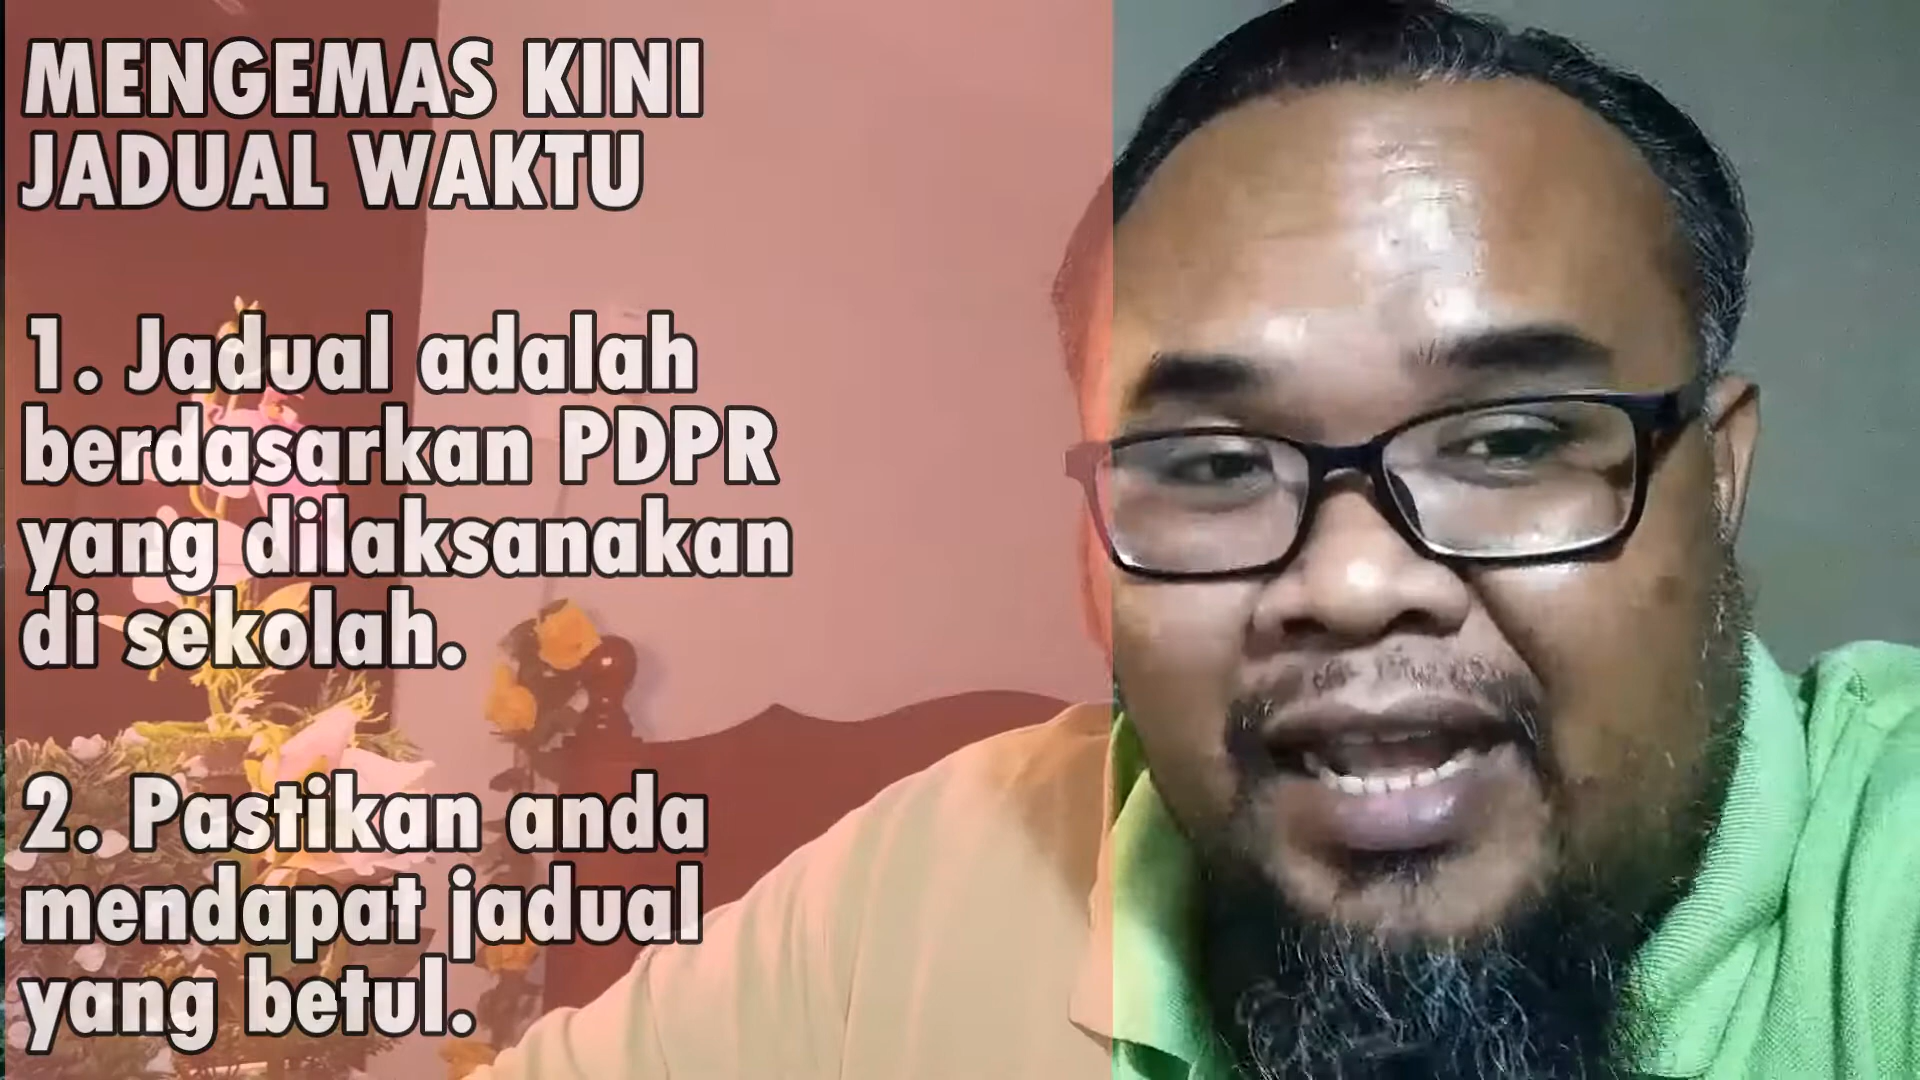 MENGEMAS KINI
JADUAL WAKTU
1. Jadual adalah
berdasarkan PDPR
yang dilaksanakan
di sekolah.
2. Pastikan anda
mendapat jadual
yang betul.